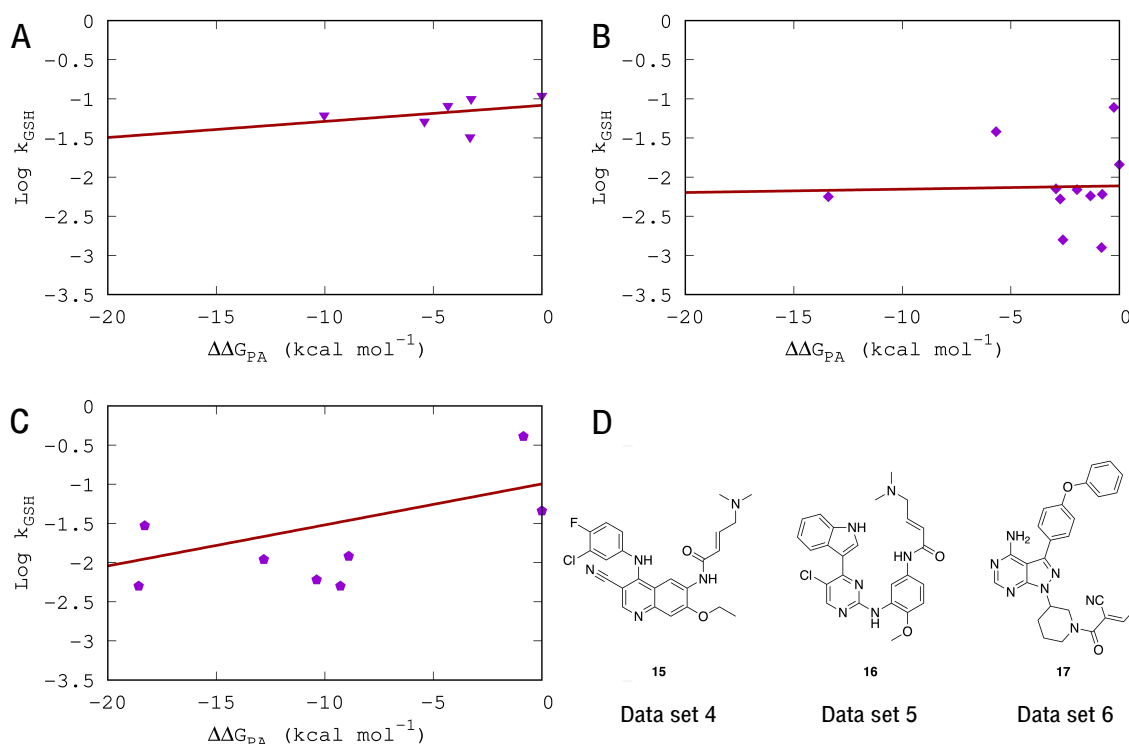 A
0
-0.5
-1
-1.5
-2
-2.5
-3
-3.5
Log k_GSH
-20
-15
-10
-5
0
ΔΔG_PA (kcal mol⁻¹)
B
0
-0.5
-1
-1.5
-2
-2.5
-3
-3.5
Log k_GSH
-20
-15
-10
-5
0
ΔΔG_PA (kcal mol⁻¹)
C
0
-0.5
-1
-1.5
-2
-2.5
-3
-3.5
Log k_GSH
-20
-15
-10
-5
0
ΔΔG_PA (kcal mol⁻¹)
D
N
F
Cl
NH
O
N
NH
N
O
15
Data set 4
N
NH
HN
O
Cl
N
N
N
H
O
16
Data set 5
O
NH₂
N
N
N
N
NC
N
O
17
Data set 6